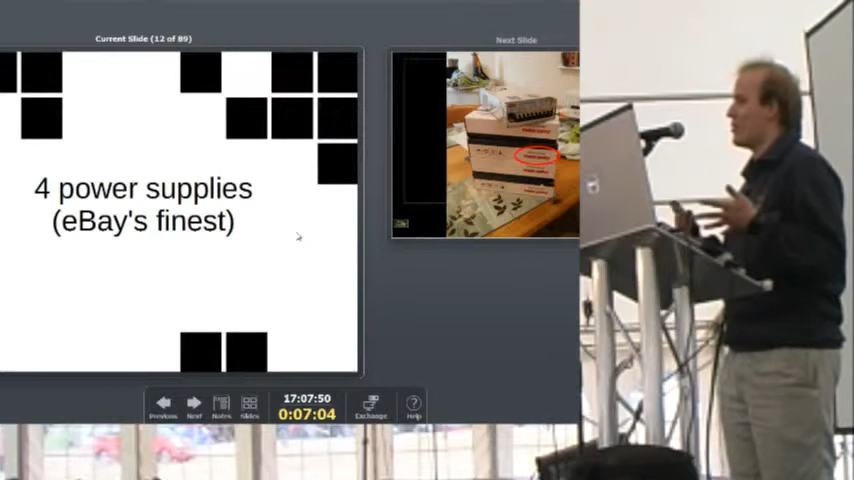 Current Slide (12 of 89)
Next Slide
4 power supplies
(eBay's finest)
17:07:50
0:07:04
Previous
Next
Notes
Slides
Exchange
Help